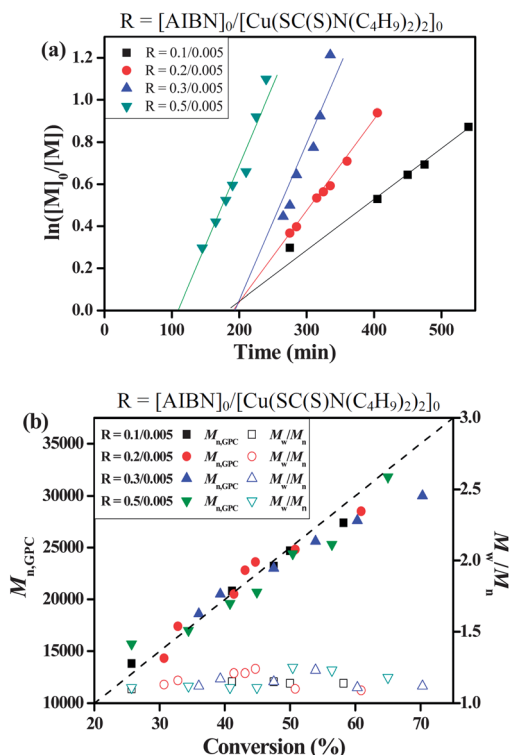 R = [AIBN]₀/[Cu(SC(S)N(C₄H₉)₂)₂]₀
(a)
R = 0.1/0.005
R = 0.2/0.005
R = 0.3/0.005
R = 0.5/0.005
ln([M]₀/[M])
1.2
1.0
0.8
0.6
0.4
0.2
0.0
0 100 200 300 400 500
Time (min)
R = [AIBN]₀/[Cu(SC(S)N(C₄H₉)₂)₂]₀
(b)
R = 0.1/0.005 Mn,GPC Mw/Mn
R = 0.2/0.005 Mn,GPC Mw/Mn
R = 0.3/0.005 Mn,GPC Mw/Mn
R = 0.5/0.005 Mn,GPC Mw/Mn
Mn,GPC
35000
30000
25000
20000
15000
10000
3.0
2.5
2.0
1.5
1.0
Mw/Mn
20 30 40 50 60 70
Conversion (%)